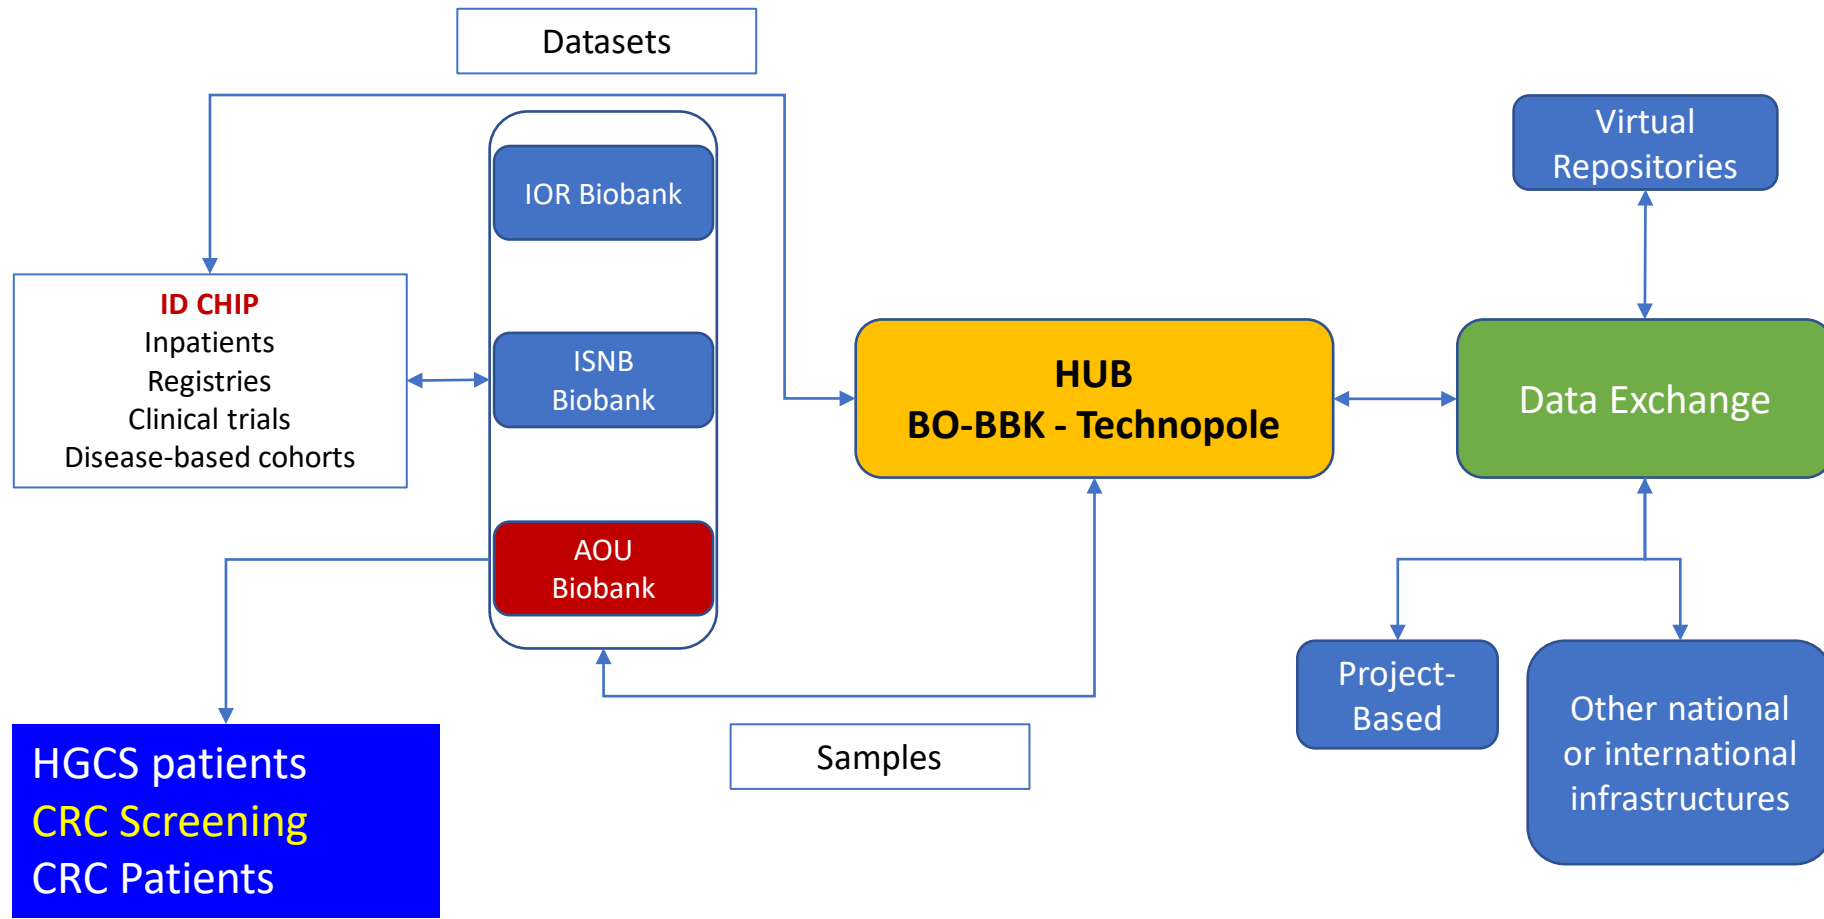 Datasets
IOR Biobank
ISNB
Biobank
AOU
Biobank
ID CHIP
Inpatients
Registries
Clinical trials
Disease-based cohorts
HGCS patients
CRC Screening
CRC Patients
Samples
HUB
BO-BBK - Technopole
Virtual
Repositories
Data Exchange
Project-
Based
Other national
or international
infrastructures